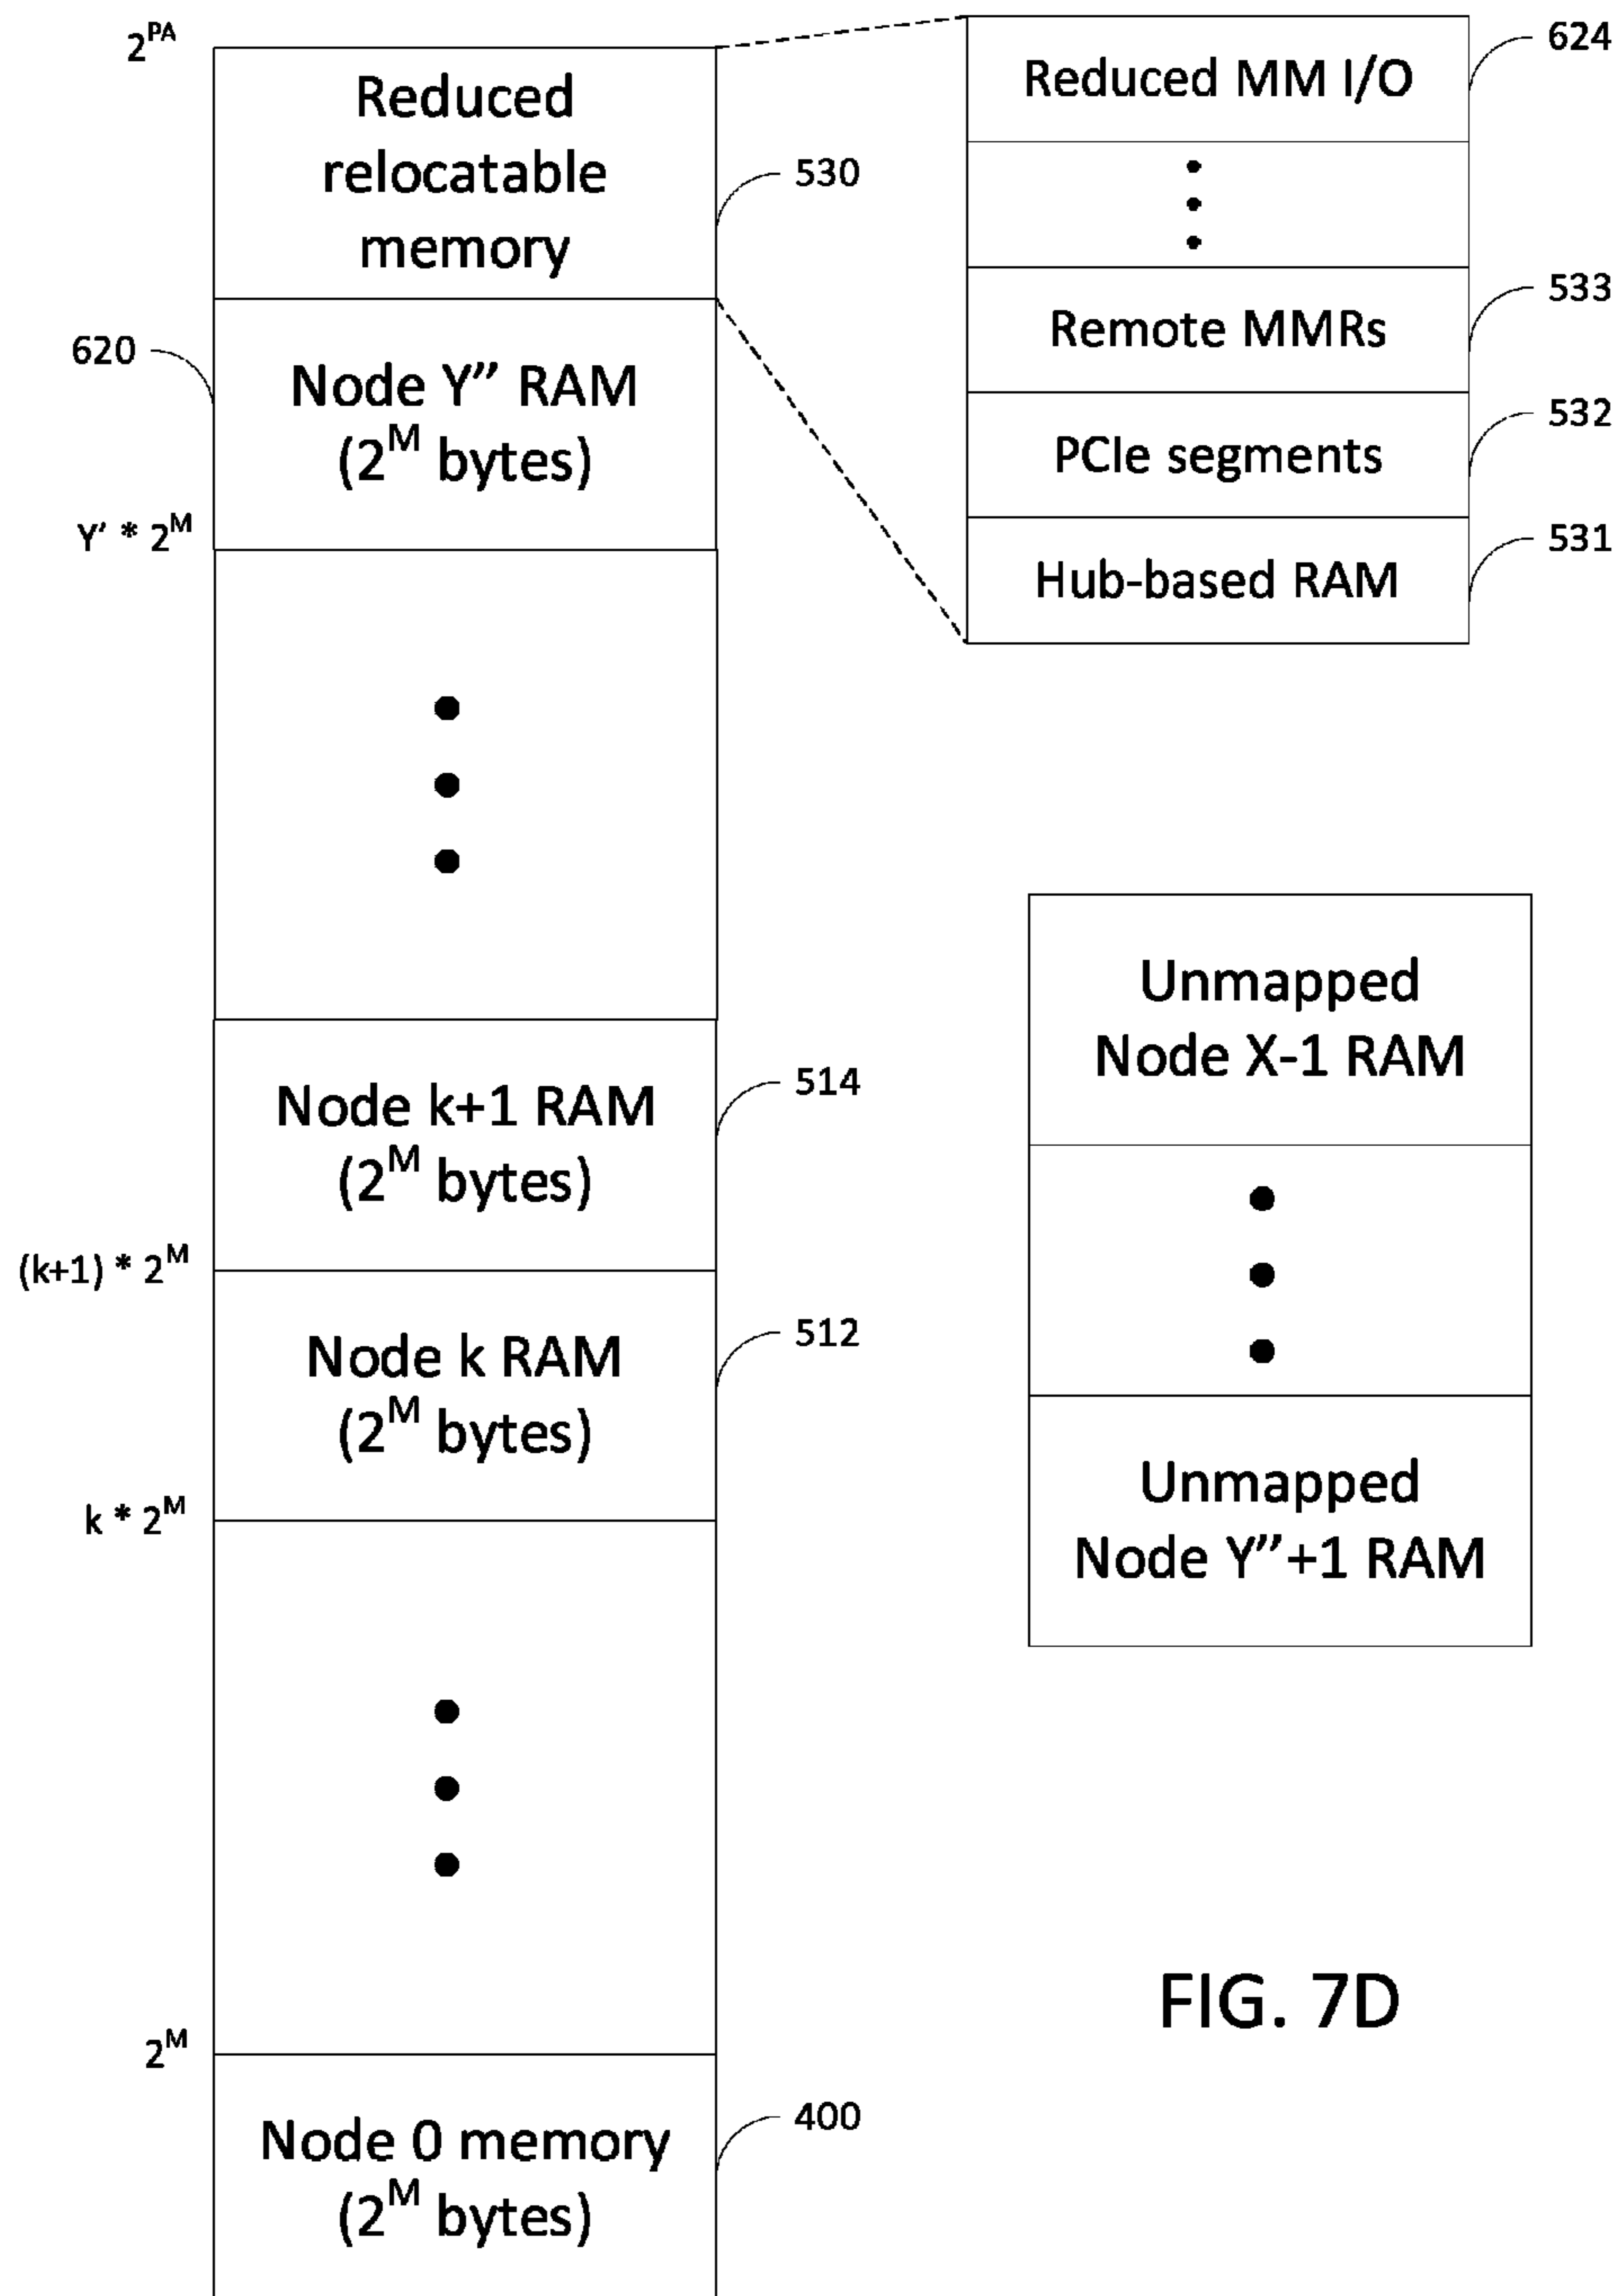 2^PA
Reduced
relocatable
memory
530
620
Node Y” RAM
(2^M bytes)
Y’ * 2^M
Node k+1 RAM
(2^M bytes)
514
(k+1) * 2^M
Node k RAM
(2^M bytes)
512
k * 2^M
2^M
Node 0 memory
(2^M bytes)
400
Reduced MM I/O
624
Remote MMRs
533
PCIe segments
532
Hub-based RAM
531
Unmapped
Node X-1 RAM
Unmapped
Node Y”+1 RAM
FIG. 7D